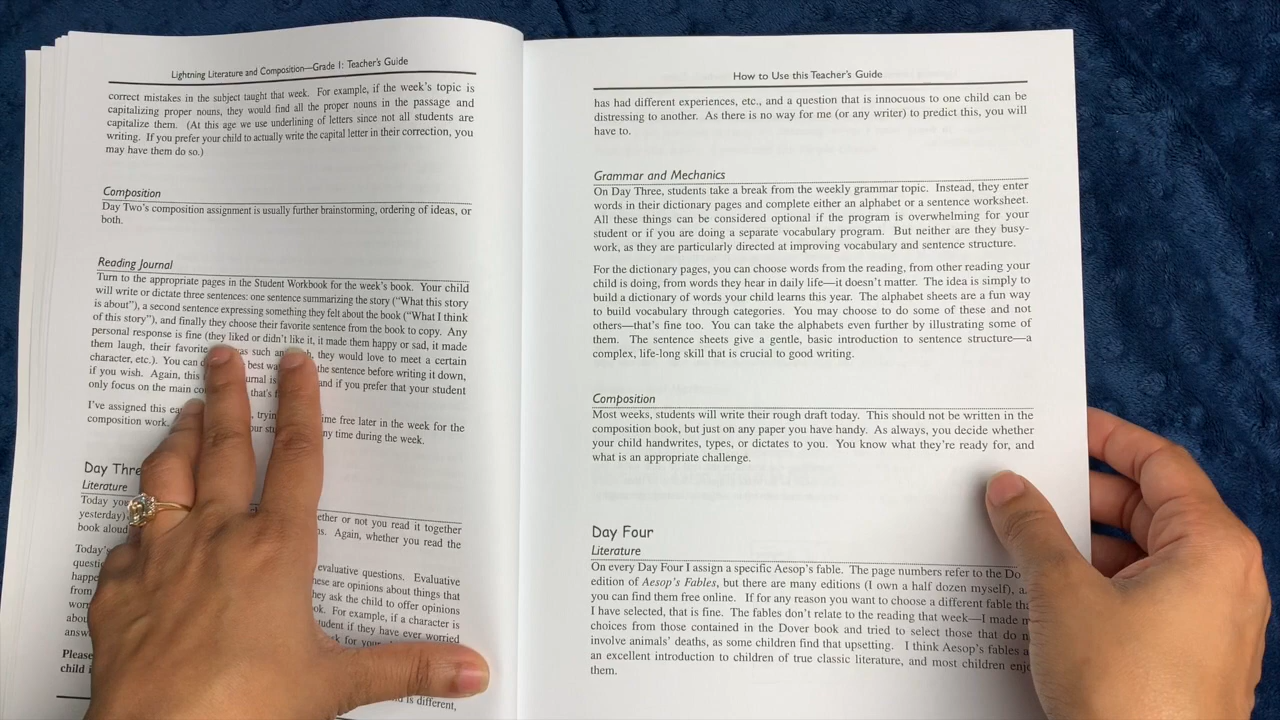 Lightning Literature and Composition—Grade 1: Teacher's Guide
correct mistakes in the subject taught that week. For example, if the week's topic is
capitalizing proper nouns, they would find all the proper nouns in the passage and
capitalize them. (At this age we use underlining of letters since not all students are
writing. If you prefer your child to actually write the capital letter in their correction, you
may have them do so.)
Composition
Day Two's composition assignment is usually further brainstorming, ordering of ideas, or
both.
Reading Journal
Turn to the appropriate pages in the Student Workbook for the week's book. Your child
will write or dictate three sentences: one sentence summarizing the story ("What this story
is about"), a second sentence expressing something they felt about the book ("What I think
of this story"), and finally they choose their favorite sentence from the book to copy. Any
personal response is fine (they liked or didn't like it, it made them happy or sad, it made
them laugh, their favorite was such and such, they would love to meet a certain
character, etc.). You can best the sentence before writing it down,
if you wish. Again, this and if you prefer that your student
only focus on the main that's
I've assigned this time free later in the week for the
composition work. any time during the week.
Day Three
Literature
Today you whether or not you read it together
yesterday) Again, whether you read the
book aloud
Today's evaluative questions. Evaluative
these are opinions about things that
they ask the child to offer opinions
from For example, if a character is
student if they have ever worried
for
Please
child is different,
How to Use this Teacher's Guide
has had different experiences, etc., and a question that is innocuous to one child can be
distressing to another. As there is no way for me (or any writer) to predict this, you will
have to.
Grammar and Mechanics
On Day Three, students take a break from the weekly grammar topic. Instead, they enter
words in their dictionary pages and complete either an alphabet or a sentence worksheet.
All these things can be considered optional if the program is overwhelming for your
student or if you are doing a separate vocabulary program. But neither are they busy-
work, as they are particularly directed at improving vocabulary and sentence structure.
For the dictionary pages, you can choose words from the reading, from other reading your
child is doing, from words they hear in daily life—it doesn't matter. The idea is simply to
build a dictionary of words your child learns this year. The alphabet sheets are a fun way
to build vocabulary through categories. You may choose to do some of these and not
others—that's fine too. You can take the alphabets even further by illustrating some of
them. The sentence sheets give a gentle, basic introduction to sentence structure—a
complex, life-long skill that is crucial to good writing.
Composition
Most weeks, students will write their rough draft today. This should not be written in the
composition book, but just on any paper you have handy. As always, you decide whether
your child handwrites, types, or dictates to you. You know what they're ready for, and
what is an appropriate challenge.
Day Four
Literature
On every Day Four I assign a specific Aesop's fable. The page numbers refer to the Do
edition of Aesop's Fables, but there are many editions (I own a half dozen myself),
you can find them free online. If for any reason you want to choose a different fable
I have selected, that is fine. The fables don't relate to the reading that week—I made
choices from those contained in the Dover book and tried to select those that do
involve animals' deaths, as some children find that upsetting. I think Aesop's fables
an excellent introduction to children of true classic literature, and most children
them.